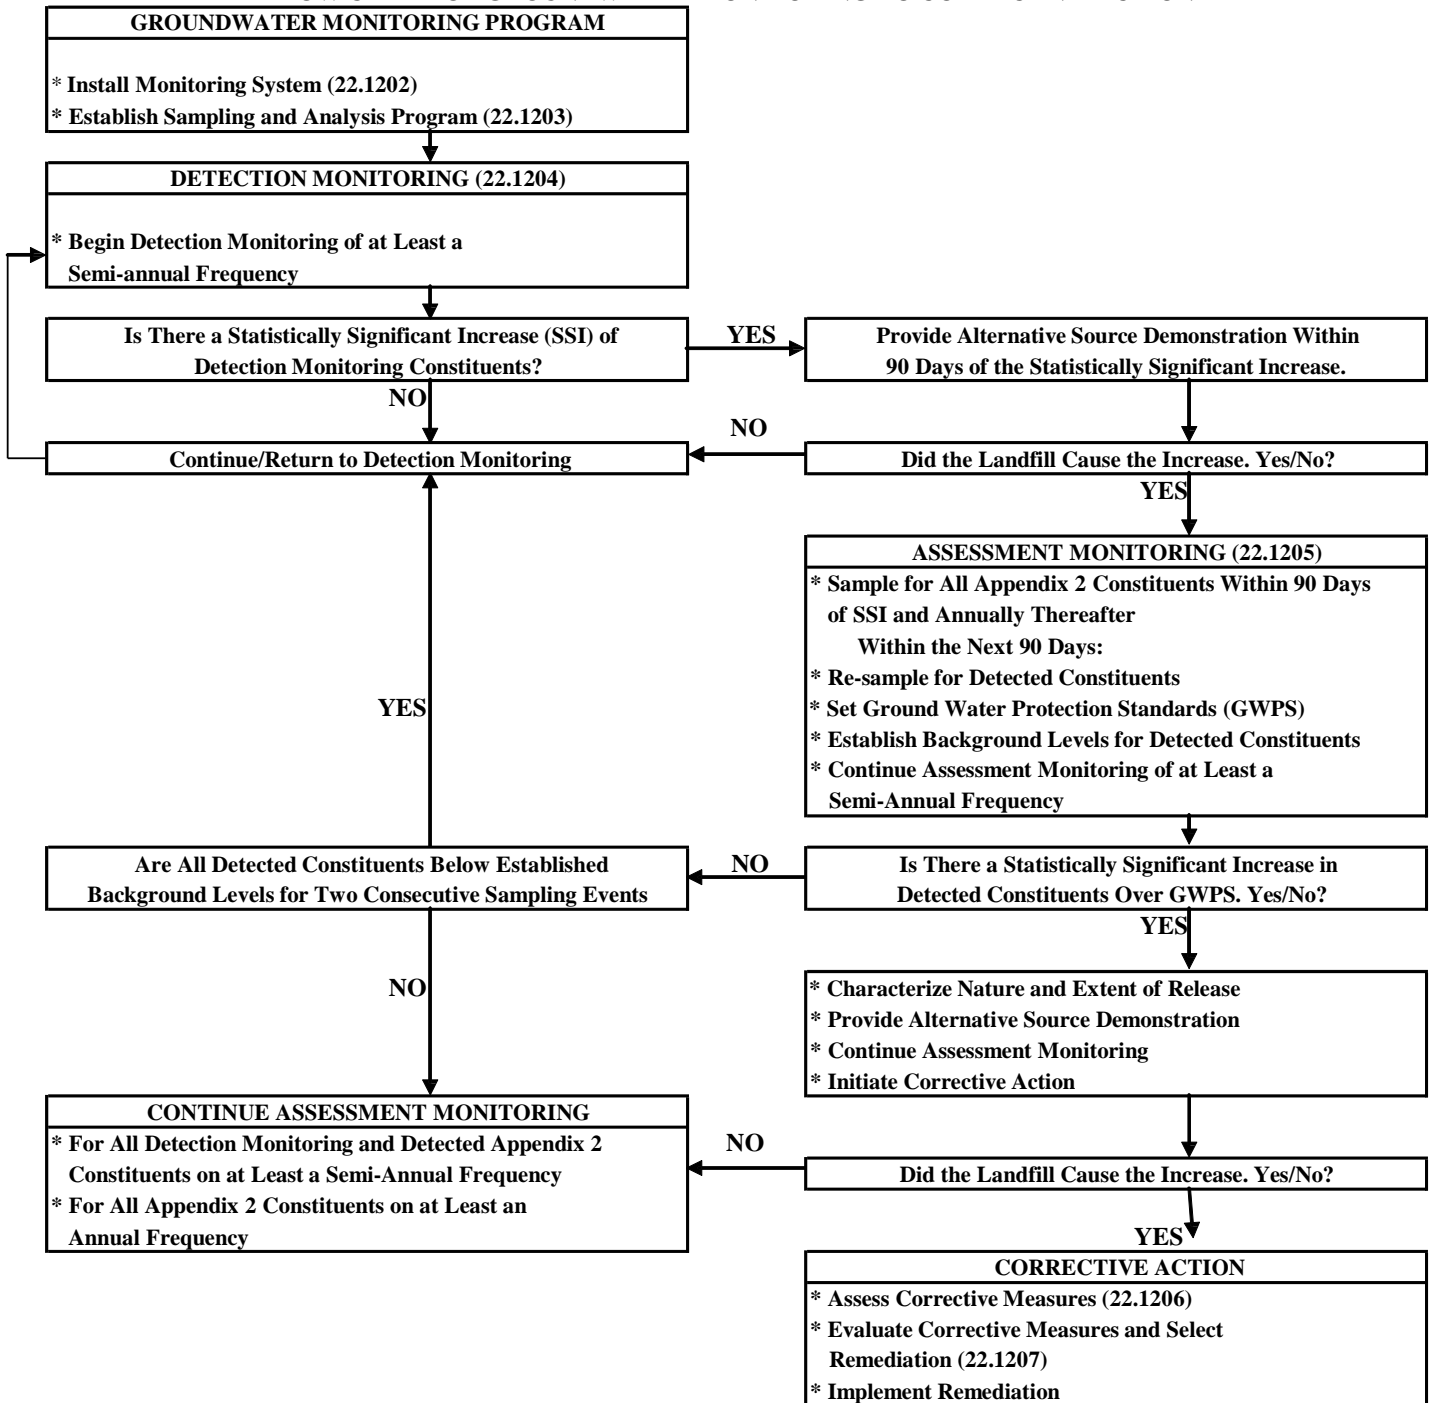 GROUNDWATER MONITORING PROGRAM
* Install Monitoring System (22.1202)
* Establish Sampling and Analysis Program (22.1203)
DETECTION MONITORING (22.1204)
* Begin Detection Monitoring of at Least a
Semi-annual Frequency
Is There a Statistically Significant Increase (SSI) of
Detection Monitoring Constituents?
YES
Provide Alternative Source Demonstration Within
90 Days of the Statistically Significant Increase.
NO
NO
Continue/Return to Detection Monitoring
Did the Landfill Cause the Increase. Yes/No?
YES
ASSESSMENT MONITORING (22.1205)
* Sample for All Appendix 2 Constituents Within 90 Days
of SSI and Annually Thereafter
Within the Next 90 Days:
* Re-sample for Detected Constituents
* Set Ground Water Protection Standards (GWPS)
* Establish Background Levels for Detected Constituents
* Continue Assessment Monitoring of at Least a
Semi-Annual Frequency
YES
Are All Detected Constituents Below Established
Background Levels for Two Consecutive Sampling Events
NO
Is There a Statistically Significant Increase in
Detected Constituents Over GWPS. Yes/No?
YES
NO
* Characterize Nature and Extent of Release
* Provide Alternative Source Demonstration
* Continue Assessment Monitoring
* Initiate Corrective Action
CONTINUE ASSESSMENT MONITORING
* For All Detection Monitoring and Detected Appendix 2
Constituents on at Least a Semi-Annual Frequency
* For All Appendix 2 Constituents on at Least an
Annual Frequency
NO
Did the Landfill Cause the Increase. Yes/No?
YES
CORRECTIVE ACTION
* Assess Corrective Measures (22.1206)
* Evaluate Corrective Measures and Select
Remediation (22.1207)
* Implement Remediation